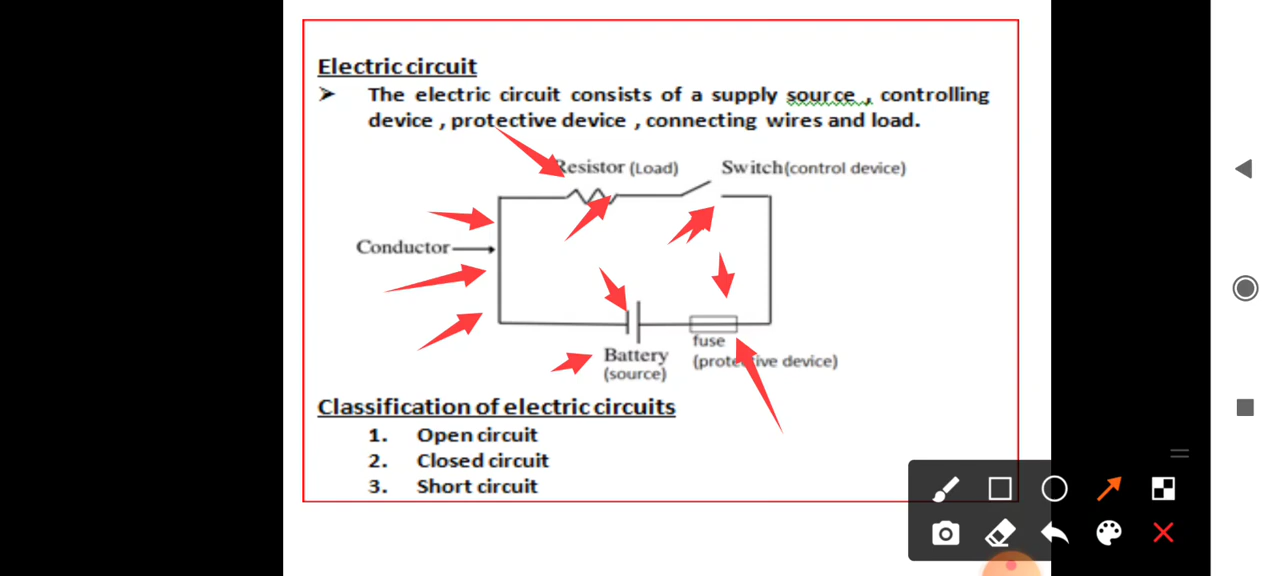 Electric circuit
➤ The electric circuit consists of a supply source , controlling
device , protective device , connecting wires and load.
Resistor (Load)
Switch(control device)
Conductor
fuse
Battery
(protective device)
(source)
Classification of electric circuits
1. Open circuit
2. Closed circuit
3. Short circuit